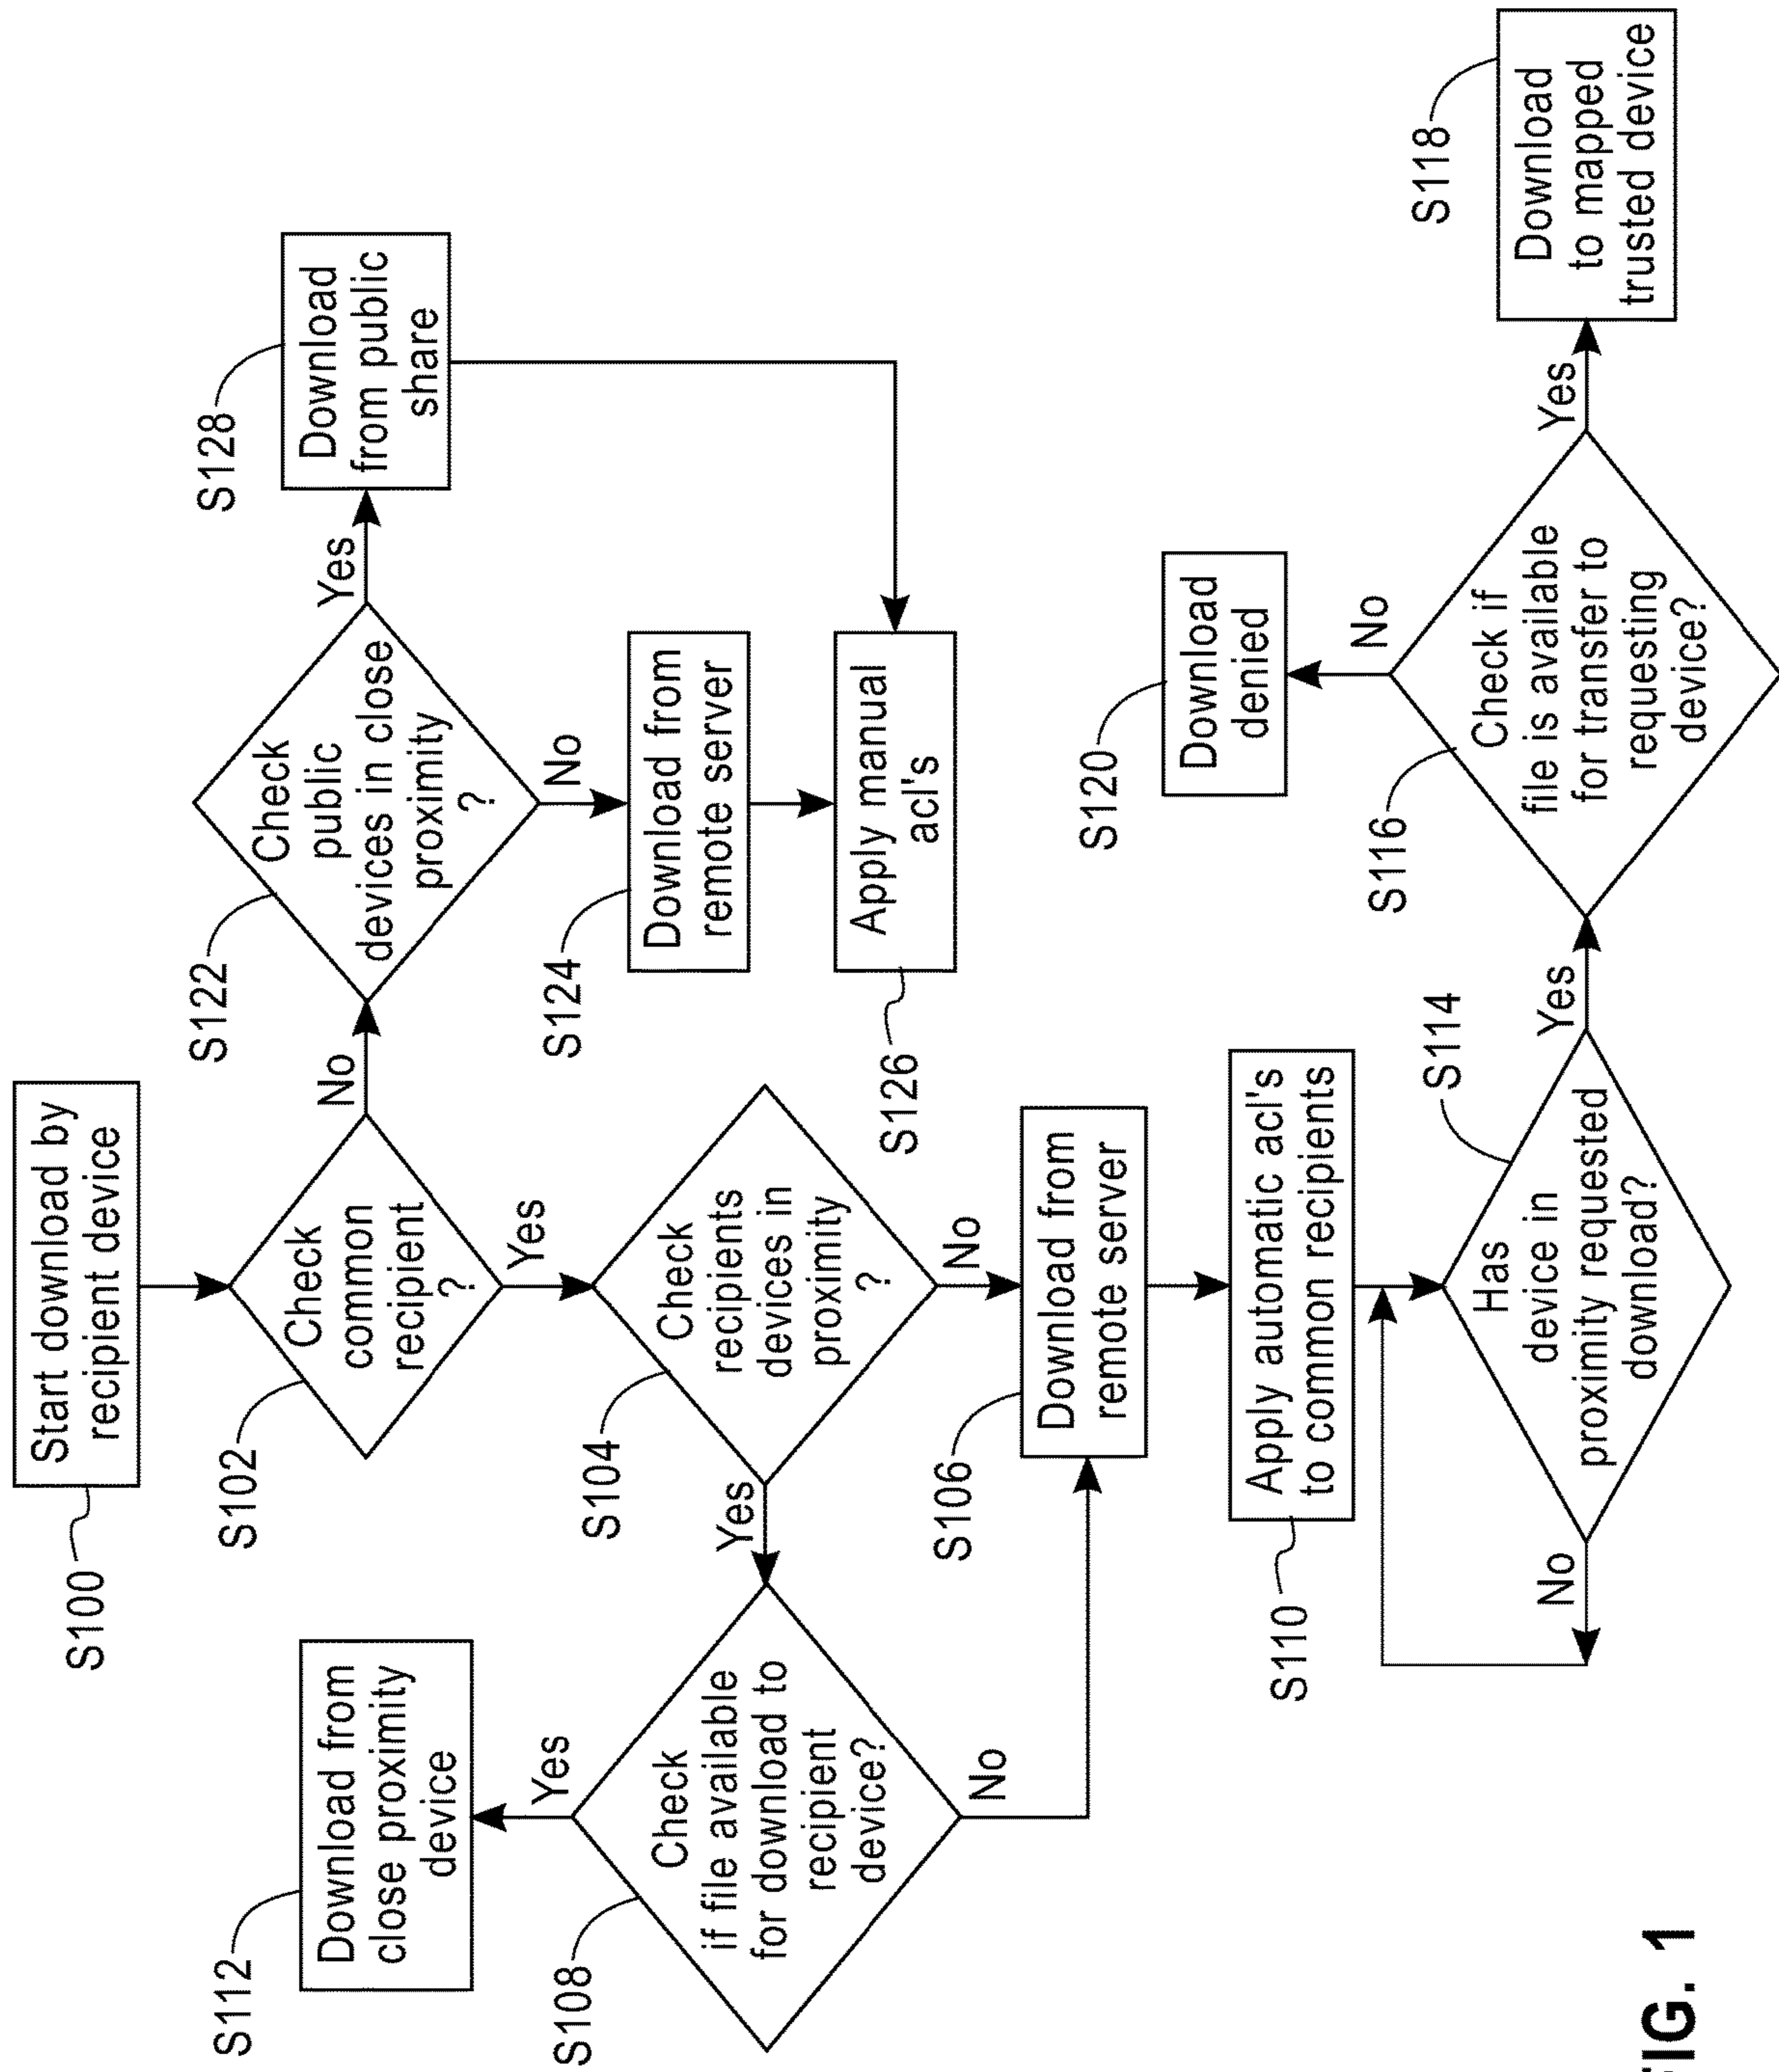 S100
Start download by
recipient device
S102
Check
common
recipient
?
No
Yes
S122
Check
public
devices in close
proximity
?
Yes
No
S128
Download
from public
share
S124
Download from
remote server
S126
Apply manual
acl's
S104
Check
recipients
devices in
proximity
?
Yes
No
S108
Check
if file available
for download to
recipient
device?
Yes
No
S112
Download from
close proximity
device
S106
Download from
remote server
S110
Apply automatic acl's
to common recipients
S114
Has
device in
proximity requested
download?
No
Yes
S116
Check if
file is available
for transfer to
requesting
device?
No
Yes
S120
Download
denied
S118
Download
to mapped
trusted device
IG. 1